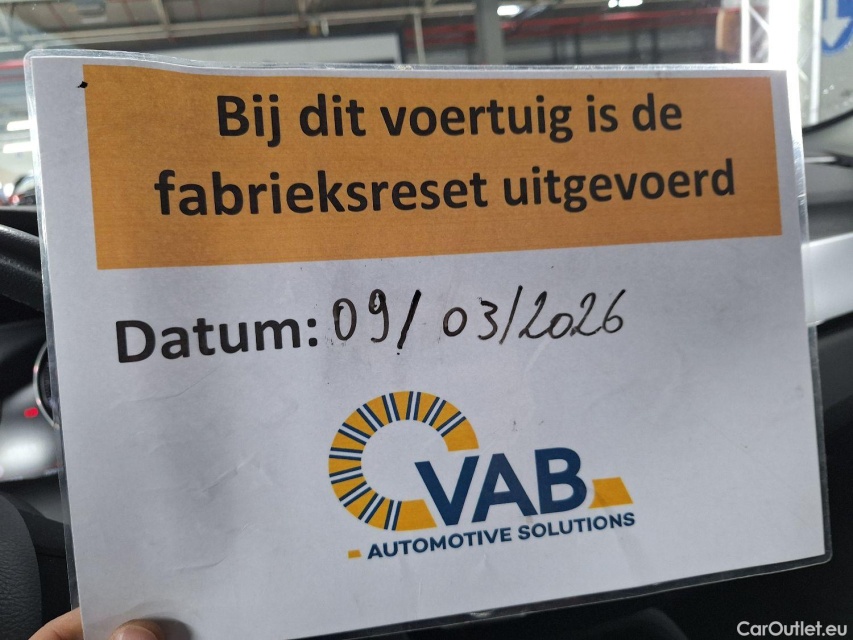 Bij dit voertuig is de
fabrieksreset uitgevoerd
Datum: 09/03/2026
VAB
AUTOMOTIVE SOLUTIONS
CarOutlet.eu